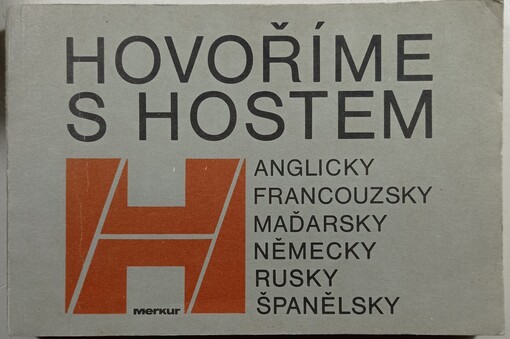 HOVOŘÍME
S HOSTEM
ANGLICKY
FRANCOUZSKY
MAĎARSKY
NĚMECKY
RUSKY
ŠPANĚLSKY
merkur